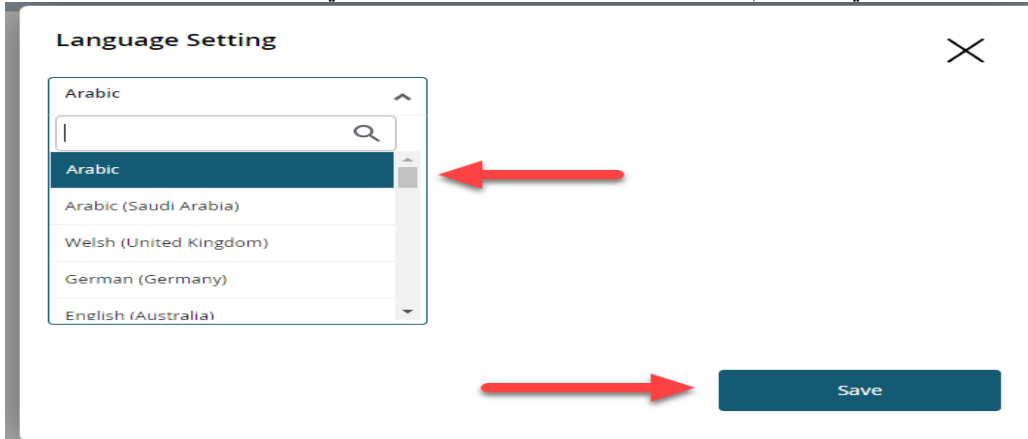 Language Setting
Arabic
Arabic
Arabic (Saudi Arabia)
Welsh (United Kingdom)
German (Germany)
English (Australia)
Save